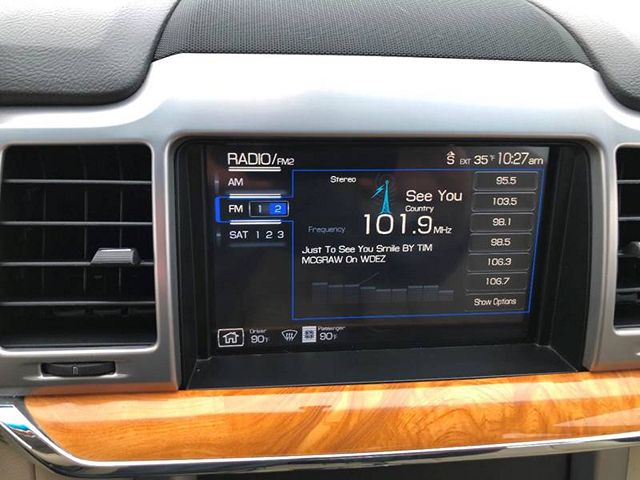 RADIO/FM2
S EXT 35°F 10:27am
AM
FM 1 2
SAT 1 2 3
Stereo
See You
Country
Frequency 101.9 MHz
Just To See You Smile BY TIM
MCGRAW On WDEZ
95.5
103.5
98.1
98.5
106.3
106.7
Show Options
Driver
90°F
Passenger
90°F